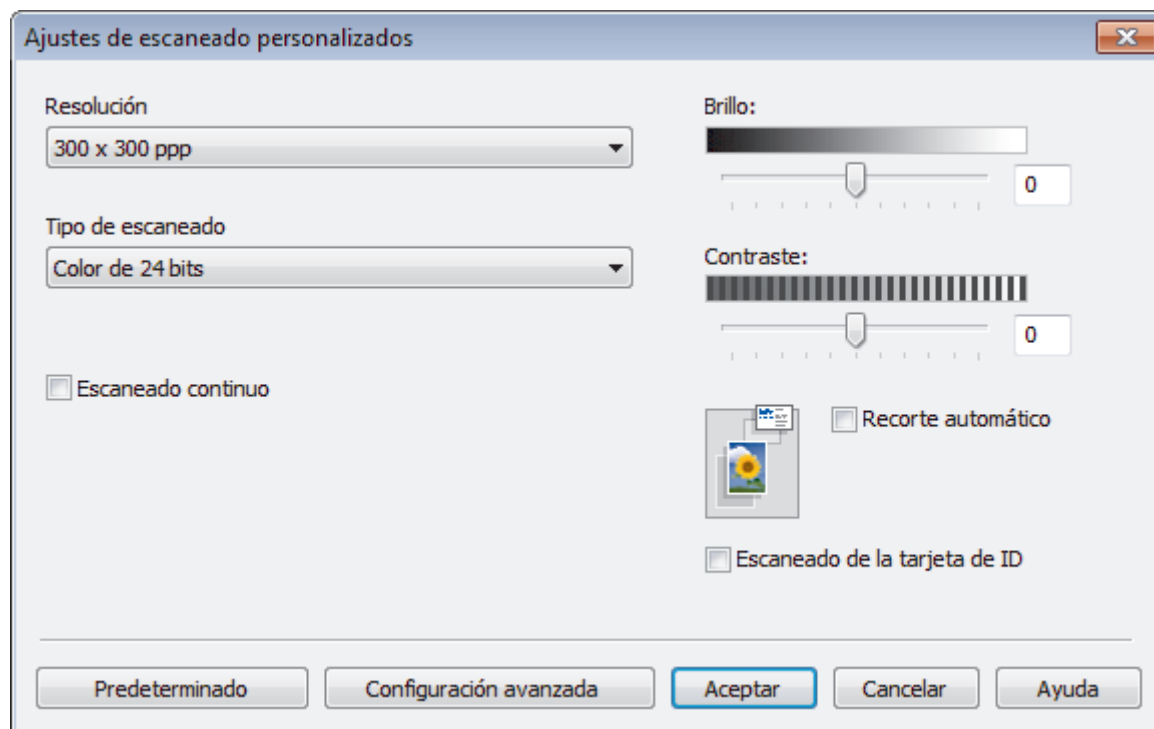 Ajustes de escaneado personalizados
Resolución
300 x 300 ppp
Tipo de escaneado
Color de 24 bits
Escaneado continuo
Brillo:
0
Contraste:
0
Recorte automático
Escaneado de la tarjeta de ID
Predeterminado
Configuración avanzada
Aceptar
Cancelar
Ayuda